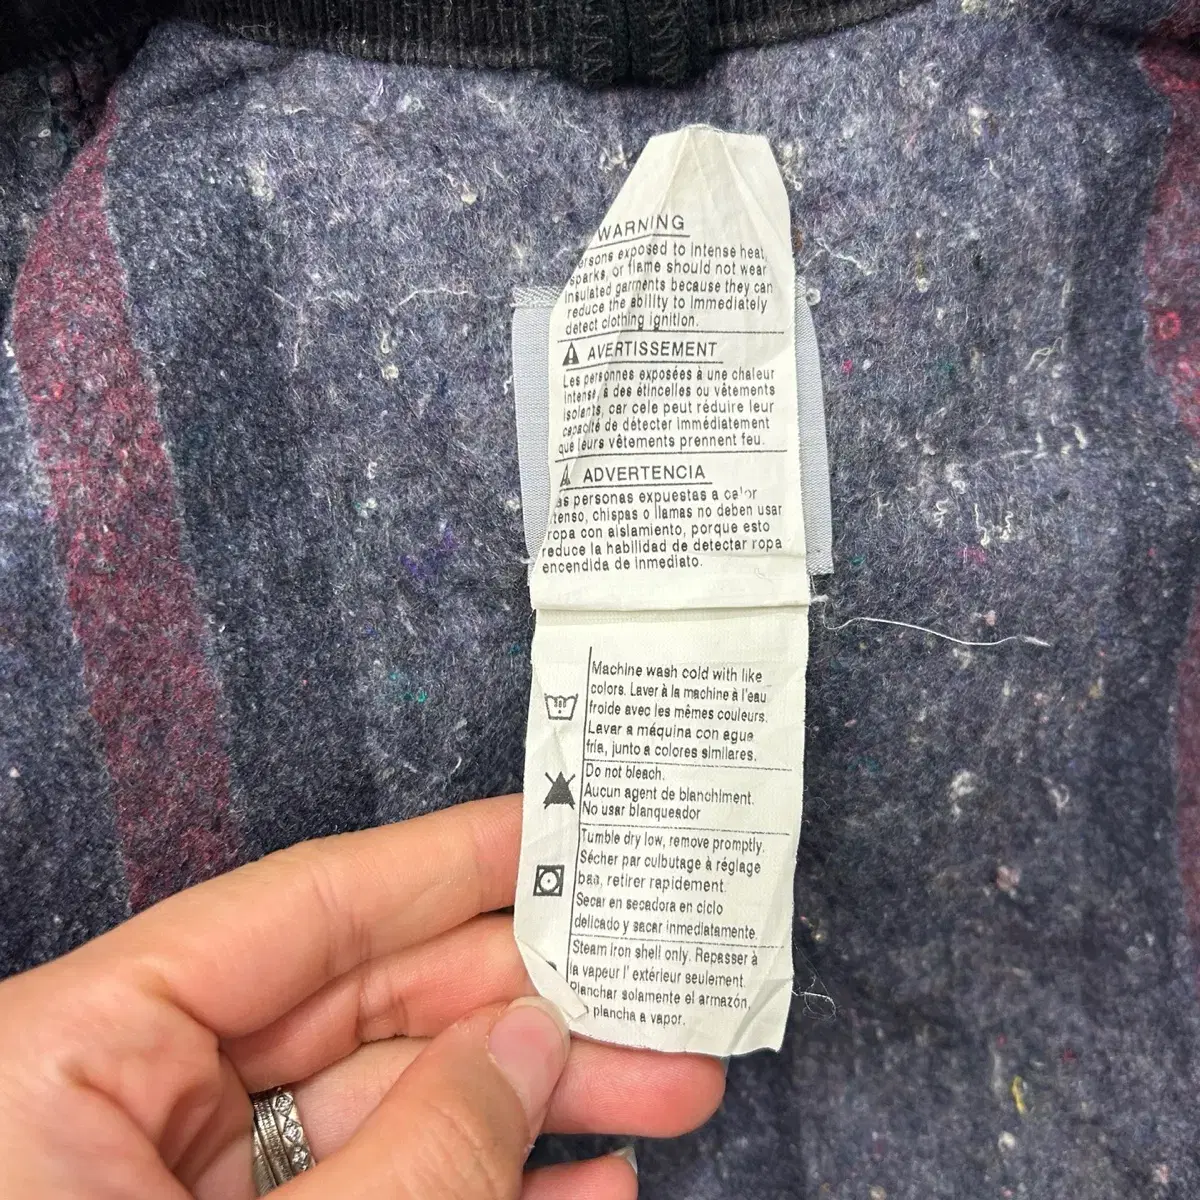 WARNING
ersons exposed to intense heat,
sparks, or flame should not wear
insulated garments because they can
reduce the ability to immediately
detect clothing ignition.
AVERTISSEMENT
Les personnes exposées à une chaleur
intense, à des étincelles ou vêtements
isolants, car cele peut réduire leur
capacité de détecter immédiatement
que leurs vêtements prennent feu.
ADVERTENCIA
as personas expuestas a calor
tenso, chispas o llamas no deben usar
ropa con aislamiento, porque esto
reduce la habilidad de detectar ropa
encendida de inmediato.
Machine wash cold with like
colors. Laver à la machine à l'eau
froide avec les mêmes couleurs.
Lavar a máquina con agua
fría, junto a colores similares.
Do not bleach.
Aucun agent de blanchiment.
No usar blanqueador
Tumble dry low, remove promptly.
Sécher par culbutage à réglage
bas, retirer rapidement.
Secar en secadora en ciclo
delicado y sacar inmediatamente.
Steam iron shell only. Repasser à
la vapeur l' extérieur seulement.
Planchar solamente el armazón,
plancha a vapor.